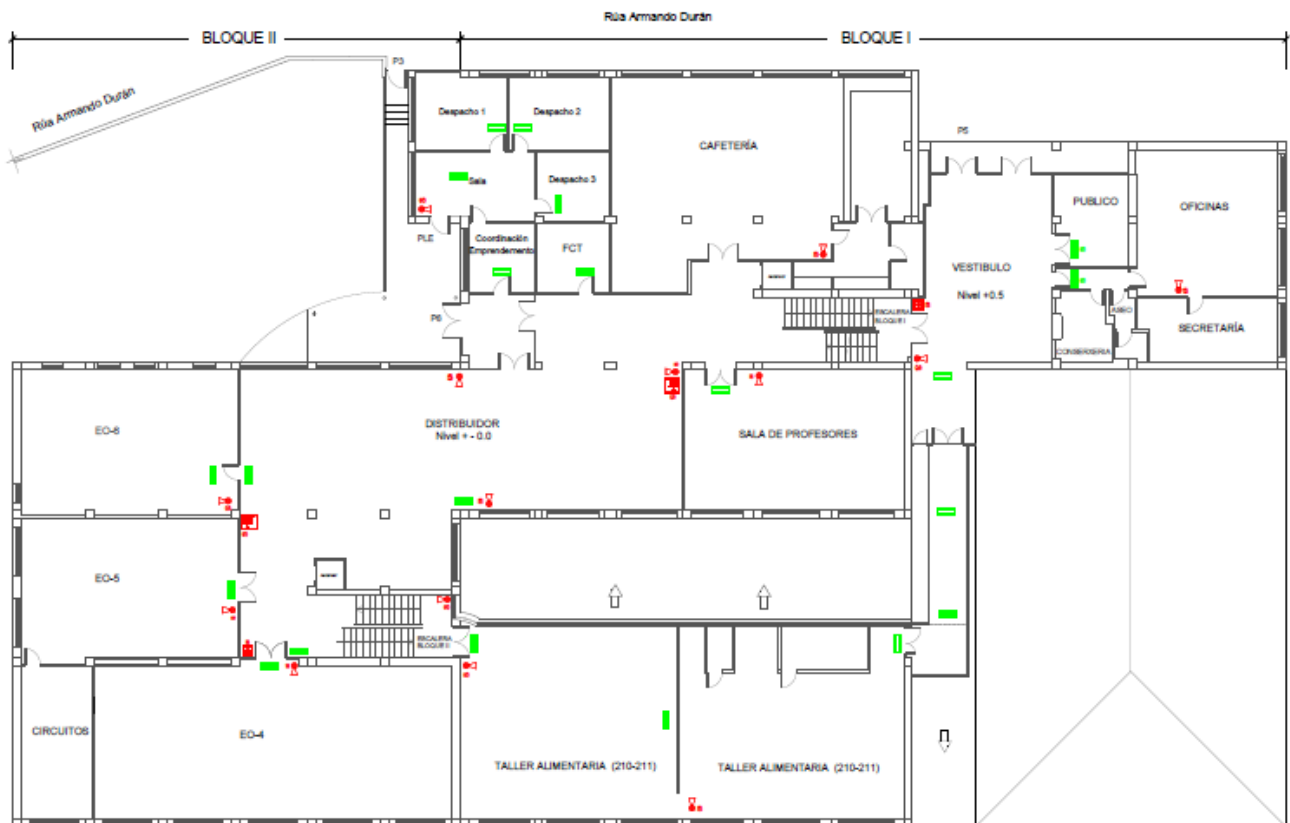 Rúa Armando Durán
BLOQUE II
BLOQUE I
P3
Rúa Armando Durán
Despacho 1
Despacho 2
CAFETERÍA
P5
Sala
Despacho 3
PUBLICO
OFICINAS
PLE
Coordinación
Emprendemento
FCT
VESTIBULO
Nivel +0.5
P6
4
ESCALERA
BLOQUE I
ASEO
SECRETARÍA
CONSERXERIA
EO-6
DISTRIBUIDOR
Nivel + - 0.0
SALA DE PROFESORES
EO-5
ESCALERA
BLOQUE II
CIRCUITOS
EO-4
TALLER ALIMENTARIA (210-211)
TALLER ALIMENTARIA (210-211)